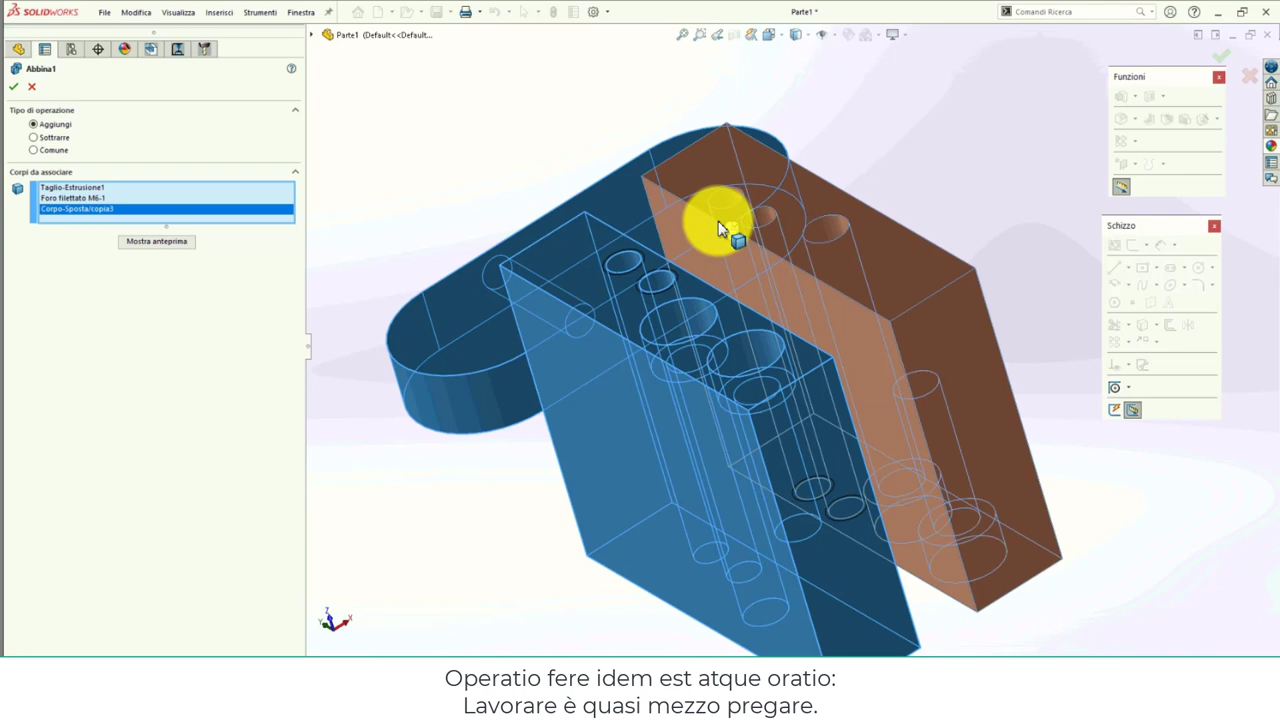 SOLIDWORKS
File
Modifica
Visualizza
Inserisci
Strumenti
Finestra
Parte1 *
Comandi Ricerca
Parte1 (Default<<Default...
Abbina1
Tipo di operazione
Aggiungi
Sottrarre
Comune
Corpi da associare
Taglio-Estrusione1
Foro filettato M6-1
Corpo-Sposta/copia3
Mostra anteprima
Funzioni
Schizzo
Z
Y
X
Operatio fere idem est atque oratio:
Lavorare è quasi mezzo pregare.